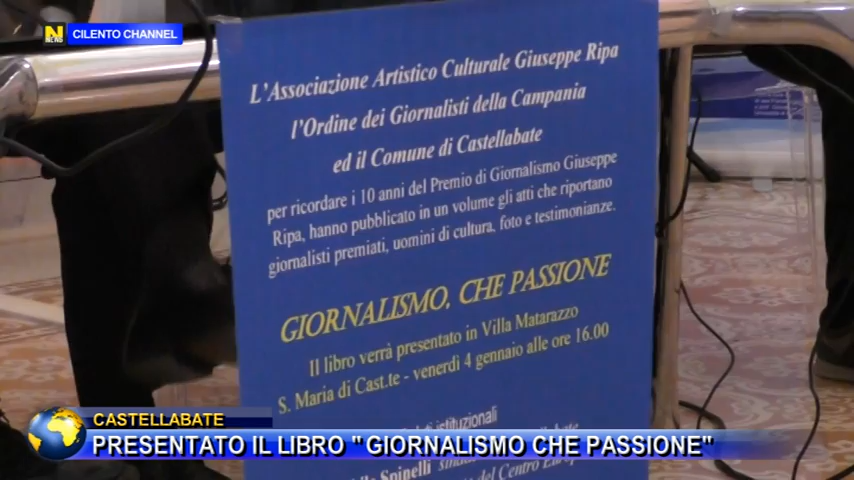 CILENTO CHANNEL
L'Associazione Artistico Culturale Giuseppe Ripa
l'Ordine dei Giornalisti della Campania
ed il Comune di Castellabate
per ricordare i 10 anni del Premio di Giornalismo Giuseppe
Ripa, hanno pubblicato in un volume gli atti che riportano
giornalisti premiati, uomini di cultura, foto e testimonianze.
GIORNALISMO, CHE PASSIONE
Il libro verrà presentato in Villa Matarazzo
S. Maria di Cast.te - venerdì 4 gennaio alle ore 16.00
istituzionali
Spinelli
del Centro
CASTELLABATE
PRESENTATO IL LIBRO " GIORNALISMO CHE PASSIONE"